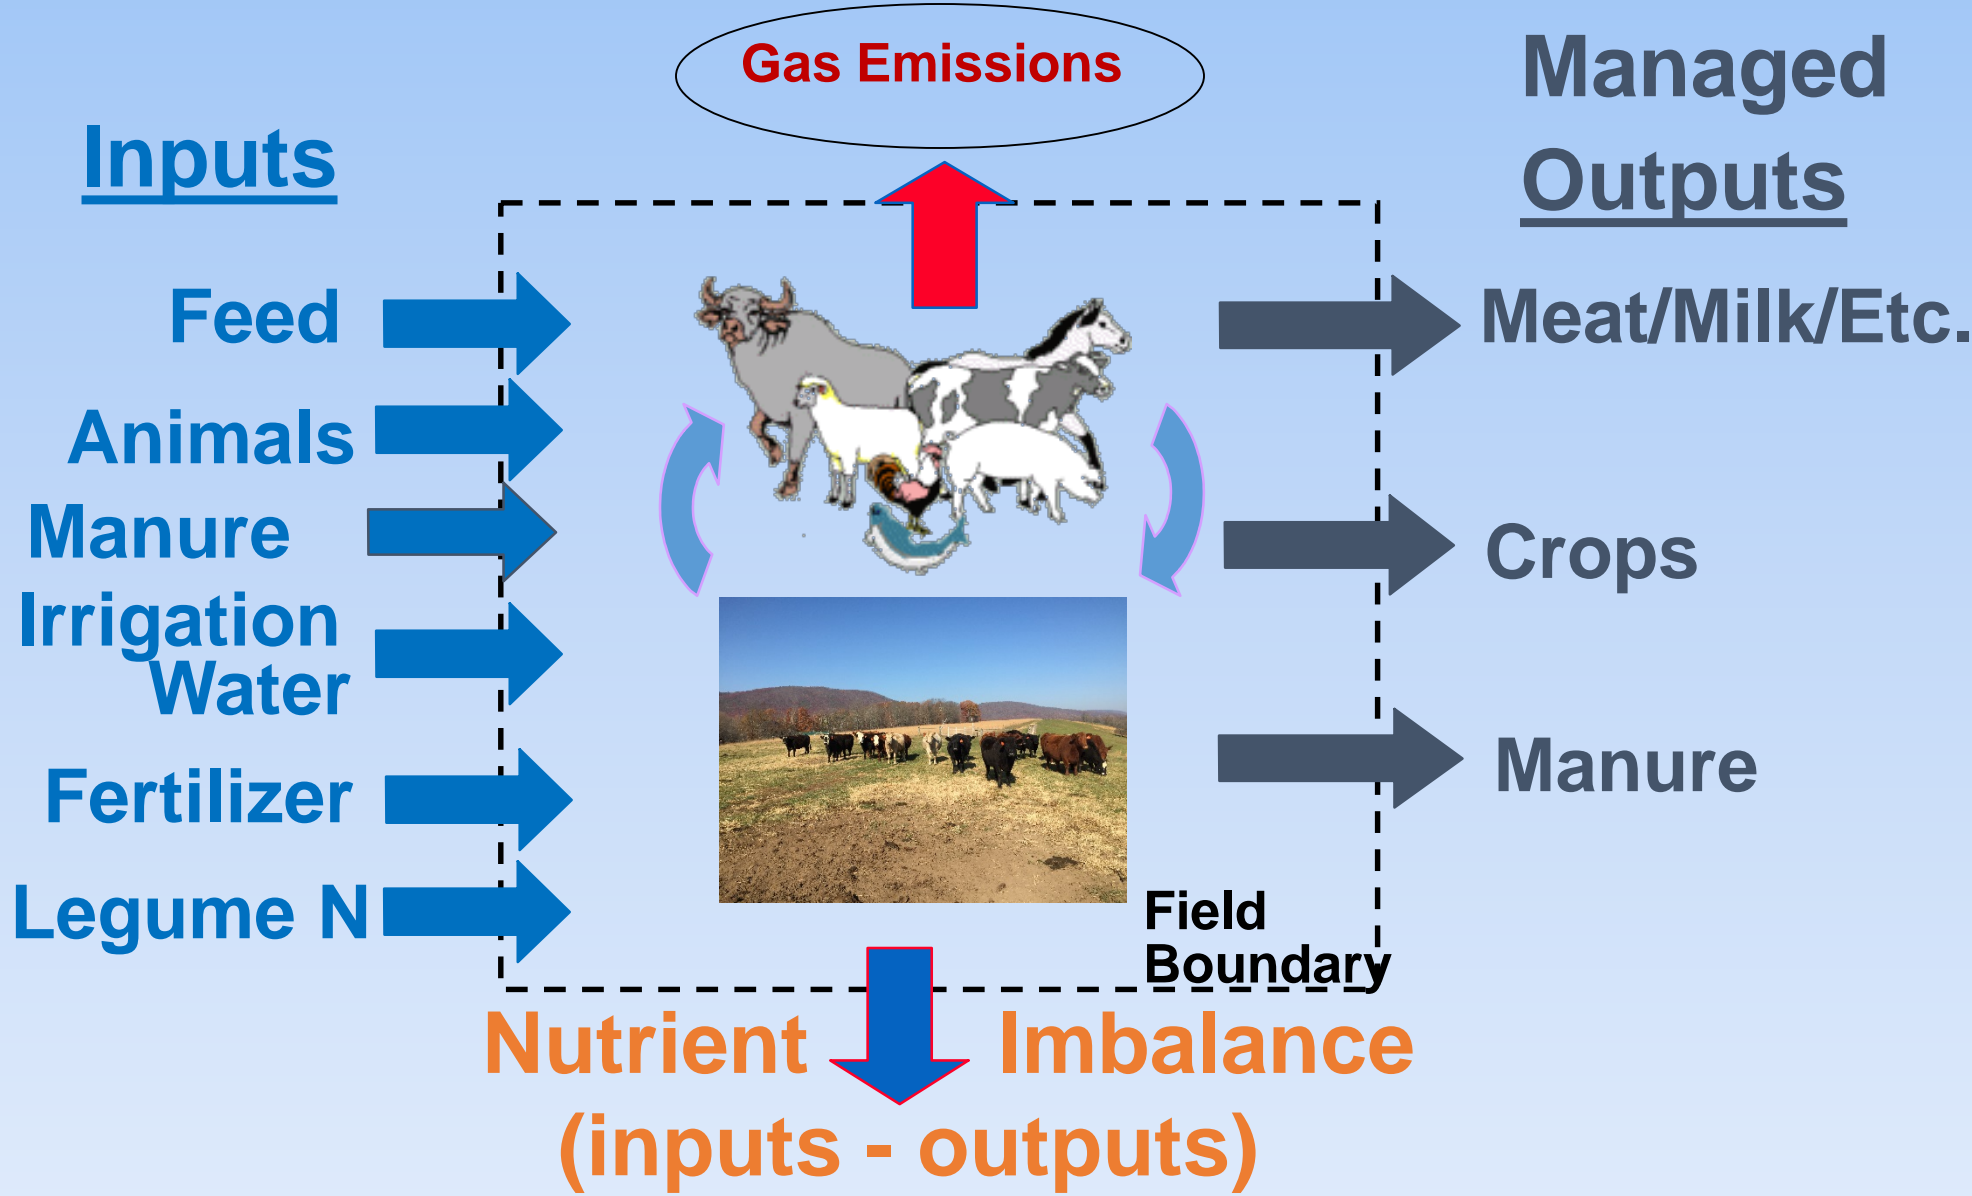 Gas Emissions
Managed
Outputs
Inputs
Feed
Animals
Manure
Irrigation
Water
Fertilizer
Legume N
Meat/Milk/Etc.
Crops
Manure
Field
Boundary
Nutrient Imbalance
(inputs - outputs)